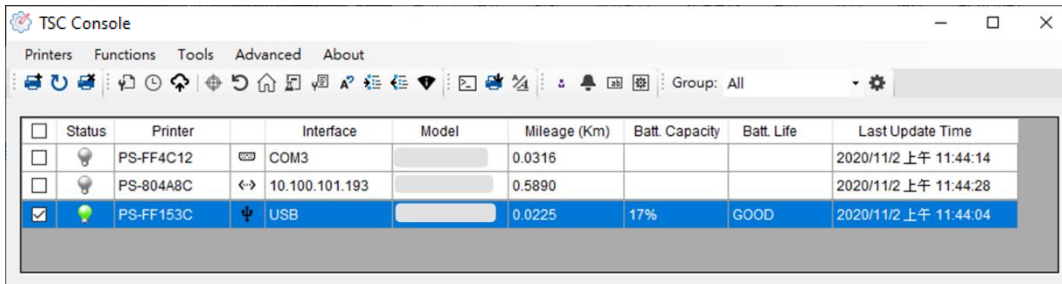 TSC Console
Printers Functions Tools Advanced About
Group: All
Status Printer Interface Model Mileage (Km) Batt. Capacity Batt. Life Last Update Time
PS-FF4C12 COM3 0.0316 2020/11/2 上午 11:44:14
PS-804A8C 10.100.101.193 0.5890 2020/11/2 上午 11:44:28
PS-FF153C USB 0.0225 17% GOOD 2020/11/2 上午 11:44:04